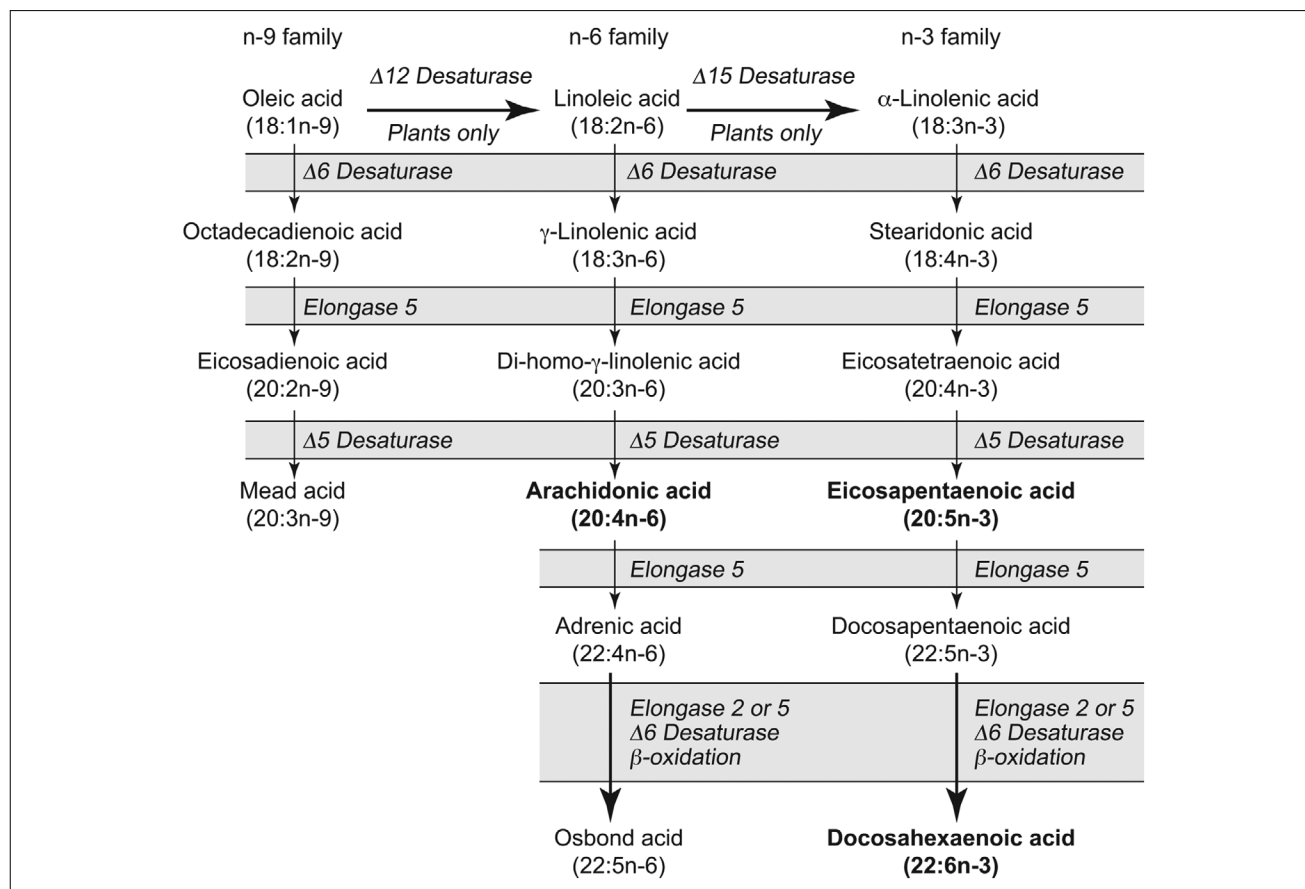 n-9 family n-6 family n-3 family
Δ12 Desaturase Δ15 Desaturase
Oleic acid Linoleic acid α-Linolenic acid
(18:1n-9) Plants only (18:2n-6) Plants only (18:3n-3)
Δ6 Desaturase Δ6 Desaturase Δ6 Desaturase
Octadecadienoic acid γ-Linolenic acid Stearidonic acid
(18:2n-9) (18:3n-6) (18:4n-3)
Elongase 5 Elongase 5 Elongase 5
Eicosadienoic acid Di-homo-γ-linolenic acid Eicosatetraenoic acid
(20:2n-9) (20:3n-6) (20:4n-3)
Δ5 Desaturase Δ5 Desaturase Δ5 Desaturase
Mead acid Arachidonic acid Eicosapentaenoic acid
(20:3n-9) (20:4n-6) (20:5n-3)
Elongase 5 Elongase 5
Adrenic acid Docosapentaenoic acid
(22:4n-6) (22:5n-3)
Elongase 2 or 5 Elongase 2 or 5
Δ6 Desaturase Δ6 Desaturase
β-oxidation β-oxidation
Osbond acid Docosahexaenoic acid
(22:5n-6) (22:6n-3)